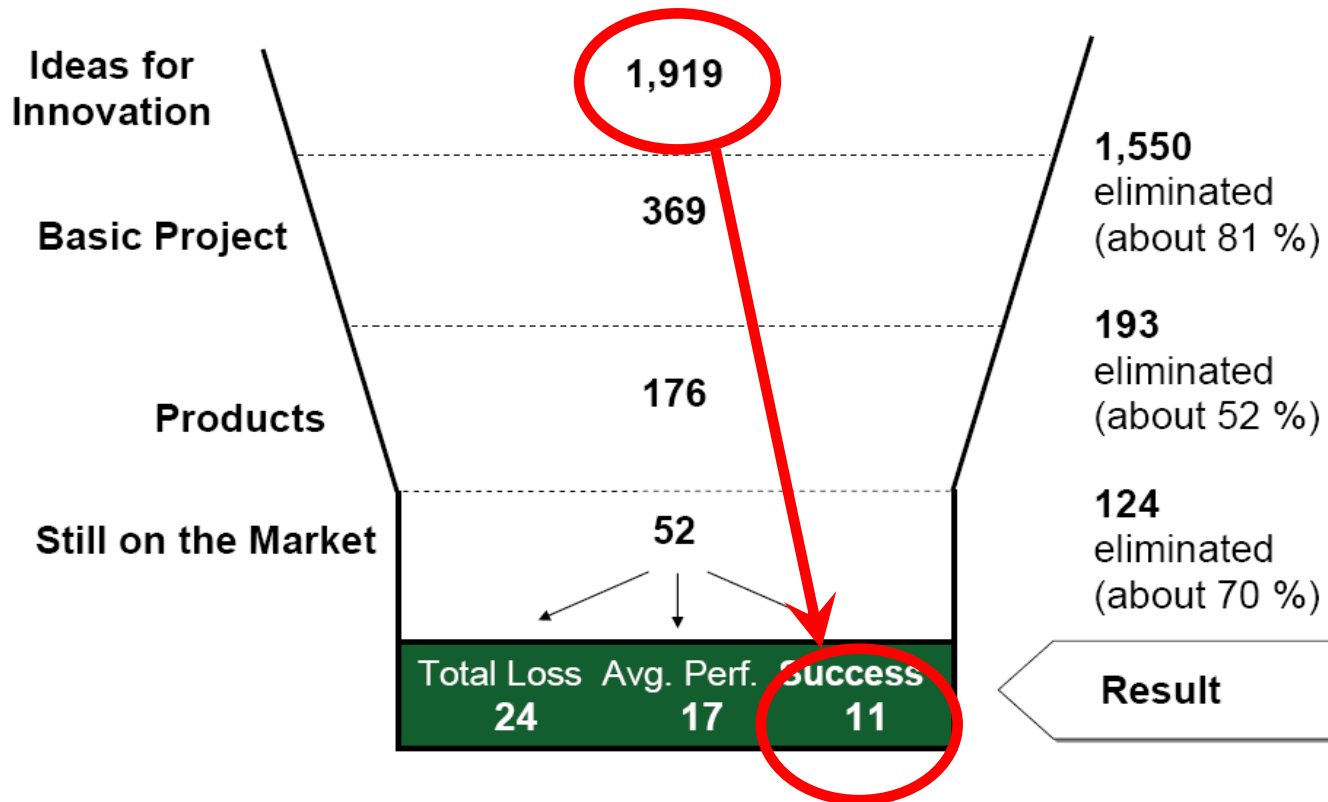 Ideas for
Innovation
1,919
1,550
eliminated
(about 81 %)
Basic Project
369
193
eliminated
(about 52 %)
Products
176
124
eliminated
(about 70 %)
Still on the Market
52
Total Loss Avg. Perf. Success
24 17 11
Result